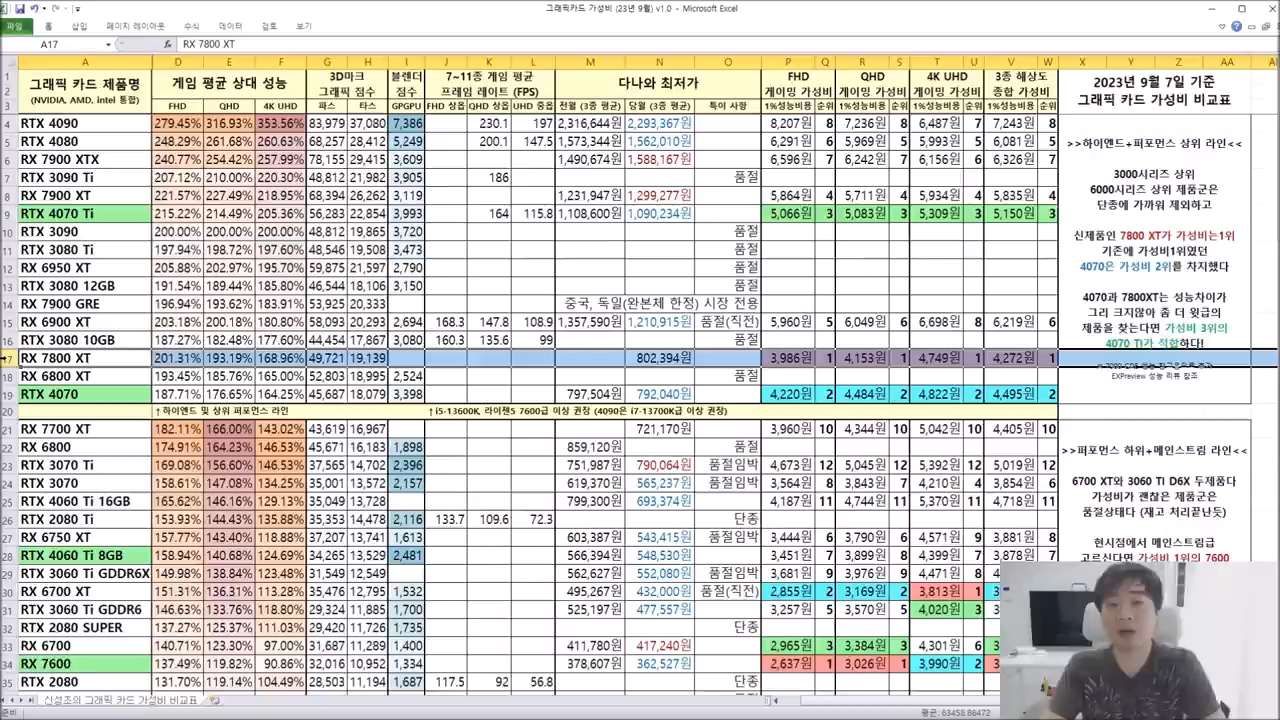 그래픽카드 가성비 (23년 9월) v1.0 - Microsoft Excel
파일 홈 삽입 페이지 레이아웃 수식 데이터 검토 보기
A17 fx RX 7800 XT
A D E F G H I J K L M N O P Q R S T U V W X Y Z AA
그래픽 카드 제품명 게임 평균 상대 성능 3D마크 블렌더 7~11종 게임 평균 다나와 최저가 FHD QHD 4K UHD 3종 해상도
(NVIDIA, AMD, intel 통합) 그래픽 점수 점수 프레임 레이트 (FPS) 게이밍 가성비 게이밍 가성비 게이밍 가성비 종합 가성비
FHD QHD 4K UHD 파스 타스 GPGPU FHD 상옵 QHD 상옵 UHD 중옵 전월 (3종 평균) 당월 (3종 평균) 특이 사항 1%성능비용 순위 1%성능비용 순위 1%성능비용 순위 1%성능비용 순위
4 RTX 4090 279.45% 316.93% 353.56% 83,979 37,080 7,386 230.1 197 2,316,644원 2,293,367원 8,207원 8 7,236원 8 6,487원 7 7,243원 8
5 RTX 4080 248.29% 261.68% 260.63% 68,257 28,412 5,249 200.1 147.5 1,573,344원 1,562,010원 6,291원 6 5,969원 5 5,993원 5 6,081원 5
6 RX 7900 XTX 240.77% 254.42% 257.99% 78,155 29,415 3,609 1,490,674원 1,588,167원 6,596원 7 6,242원 7 6,156원 6 6,326원 7
7 RTX 3090 Ti 207.12% 210.00% 220.30% 48,812 21,982 3,905 186 품절
8 RX 7900 XT 221.57% 227.24% 218.95% 68,394 26,262 3,119 1,231,947원 1,299,277원 5,864원 4 5,711원 4 5,934원 4 5,835원 4
9 RTX 4070 Ti 215.22% 214.49% 205.36% 56,283 22,854 3,993 164 115.8 1,108,600원 1,090,234원 5,066원 3 5,083원 3 5,309원 3 5,150원 3
10 RTX 3090 200.00% 200.00% 200.00% 48,812 19,865 3,720 품절
11 RTX 3080 Ti 197.94% 198.72% 197.60% 48,546 19,508 3,473 품절
12 RX 6950 XT 205.88% 202.97% 195.70% 59,875 21,597 2,790 품절
13 RTX 3080 12GB 191.54% 189.44% 185.80% 46,544 18,106 3,150 품절
14 RX 7900 GRE 196.94% 193.62% 183.91% 53,925 20,333 중국, 독일(완본체 한정) 시장 전용
15 RX 6900 XT 203.18% 200.18% 180.80% 58,093 20,293 2,694 168.3 147.8 108.9 1,357,590원 1,210,915원 품절(직전) 5,960원 5 6,049원 6 6,698원 8 6,219원 6
16 RTX 3080 10GB 187.27% 182.48% 177.60% 44,454 17,867 3,080 160.3 135.6 99 품절
17 RX 7800 XT 201.31% 193.19% 168.96% 49,721 19,139 802,394원 3,986원 1 4,153원 1 4,749원 1 4,272원 1
18 RX 6800 XT 193.45% 185.76% 165.00% 52,803 18,995 2,524 품절
19 RTX 4070 187.71% 176.65% 164.25% 45,687 18,079 3,398 797,504원 792,040원 4,220원 2 4,484원 2 4,822원 2 4,495원 2
20 ↑ 하이앤드 및 상위 퍼포먼스 라인 ↑ i5-13600K, 라이젠5 7600급 이상 권장 (4090은 i7-13700K급 이상 권장)
21 RX 7700 XT 182.11% 166.00% 143.02% 43,619 16,967 721,170원 3,960원 10 4,344원 10 5,042원 10 4,405원 10
22 RX 6800 174.91% 164.23% 146.53% 43,671 16,183 1,898 859,120원 품절
23 RTX 3070 Ti 169.08% 156.60% 146.53% 37,565 14,702 2,396 751,987원 790,064원 품절임박 4,673원 12 5,045원 12 5,392원 12 5,019원 12
24 RTX 3070 158.61% 147.08% 134.25% 35,001 13,572 2,157 619,370원 565,237원 품절임박 3,564원 8 3,843원 7 4,210원 4 3,854원 6
25 RTX 4060 Ti 16GB 165.62% 146.16% 129.13% 35,049 13,728 799,300원 693,374원 4,187원 11 4,744원 11 5,370원 11 4,718원 11
26 RTX 2080 Ti 153.93% 144.43% 135.88% 35,353 14,478 2,116 133.7 109.6 72.3 단종
27 RX 6750 XT 157.77% 143.40% 118.88% 37,207 13,741 1,613 603,387원 543,415원 품절임박 3,444원 6 3,790원 6 4,571원 9 3,881원 8
28 RTX 4060 Ti 8GB 158.94% 140.68% 124.69% 34,265 13,529 2,481 566,394원 548,530원 3,451원 7 3,899원 8 4,399원 7 3,878원 7
29 RTX 3060 Ti GDDR6X 149.98% 138.84% 123.48% 31,549 12,549 562,627원 552,080원 품절임박 3,681원 9 3,976원 9 4,471원 8
30 RX 6700 XT 151.31% 136.31% 113.28% 35,476 12,795 1,532 495,267원 432,000원 품절(직전) 2,855원 2 3,169원 2 3,813원 1
31 RTX 3060 Ti GDDR6 146.63% 133.76% 118.80% 29,324 11,885 1,700 525,197원 477,557원 3,257원 5 3,570원 5 4,020원 3
32 RTX 2080 SUPER 137.27% 125.37% 111.03% 29,420 11,726 1,735 단종
33 RX 6700 140.71% 123.30% 97.00% 31,687 11,289 1,400 411,780원 417,240원 2,965원 3 3,384원 3 4,301원 6
34 RX 7600 137.49% 119.82% 90.86% 32,016 10,952 1,334 378,607원 362,527원 2,637원 1 3,026원 1 3,990원 2
35 RTX 2080 131.70% 119.14% 104.49% 28,503 11,194 1,687 117.5 92 56.8 단종
2023년 9월 7일 기준
그래픽 카드 가성비 비교표
>>하이앤드+퍼포먼스 상위 라인<<
3000시리즈 상위
6000시리즈 상위 제품군은
단종에 가까워 제외하고
신제품인 7800 XT가 가성비는1위
기존에 가성비1위였던
4070은 가성비 2위를 차지했다
4070과 7800XT는 성능차이가
그리 크지않아 좀 더 윗급의
제품을 찾는다면 가성비 3위의
4070 TI가 적합하다!
EXPreview 성능 리뷰 참조
>>퍼포먼스 하위+메인스트림 라인<<
6700 XT와 3060 TI D6X 두제품다
가성비가 괜찮은 제품군은
품절상태다 (재고 처리끝난듯)
현시점에서 메인스트림급
고르신다면 가성비 1위의 7600
신성조의 그래픽 카드 가성비 비교표
준비 평균: 63458.86472